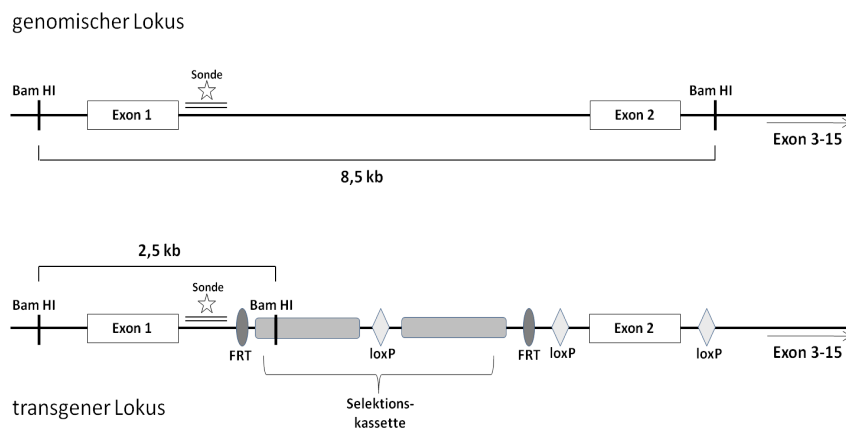 genomischer Lokus
Sonde
Bam HI
Bam HI
Exon 1
Exon 2
Exon 3-15
8,5 kb
2,5 kb
Sonde
Bam HI
Bam HI
Exon 1
Exon 2
FRT
loxP
FRT
loxP
loxP
Exon 3-15
Selektions-
kassette
transgener Lokus